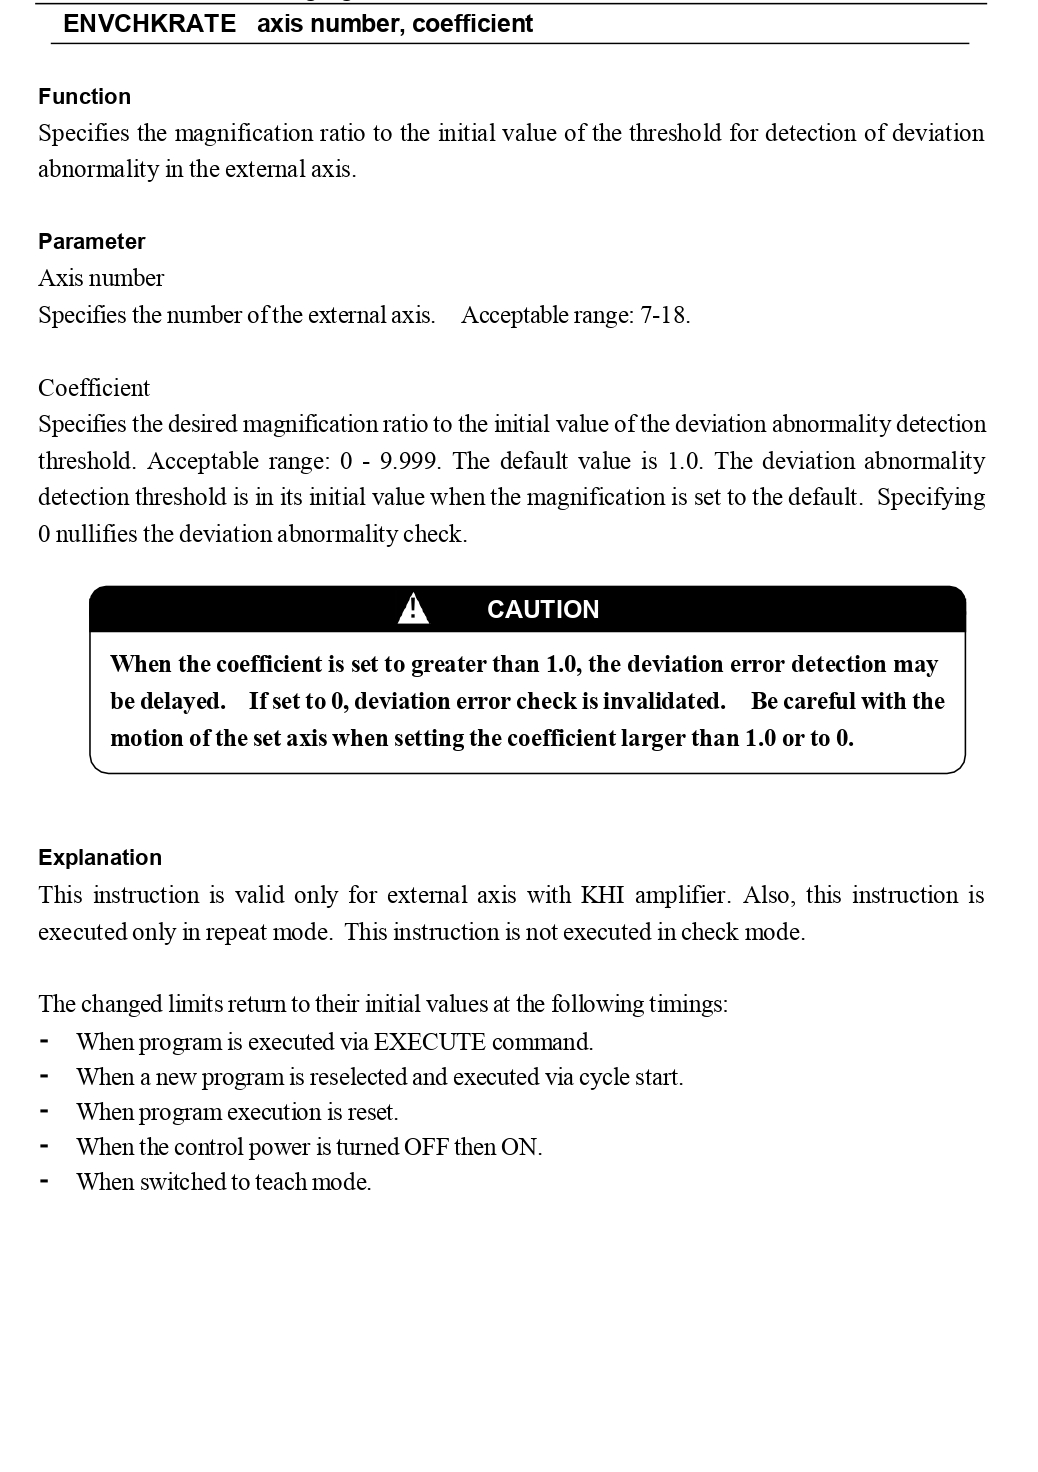 ENVCHKRATE axis number, coefficient
Function
Specifies the magnification ratio to the initial value of the threshold for detection of deviation
abnormality in the external axis.
Parameter
Axis number
Specifies the number of the external axis. Acceptable range: 7-18.
Coefficient
Specifies the desired magnification ratio to the initial value of the deviation abnormality detection
threshold. Acceptable range: 0 - 9.999. The default value is 1.0. The deviation abnormality
detection threshold is in its initial value when the magnification is set to the default. Specifying
0 nullifies the deviation abnormality check.
CAUTION
When the coefficient is set to greater than 1.0, the deviation error detection may
be delayed. If set to 0, deviation error check is invalidated. Be careful with the
motion of the set axis when setting the coefficient larger than 1.0 or to 0.
Explanation
This instruction is valid only for external axis with KHI amplifier. Also, this instruction is
executed only in repeat mode. This instruction is not executed in check mode.
The changed limits return to their initial values at the following timings:
- When program is executed via EXECUTE command.
- When a new program is reselected and executed via cycle start.
- When program execution is reset.
- When the control power is turned OFF then ON.
- When switched to teach mode.